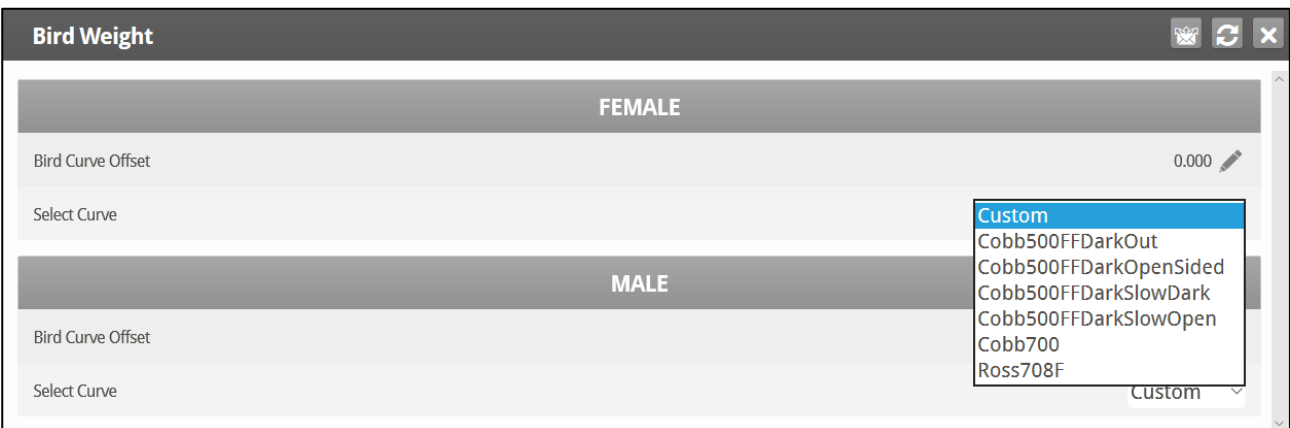 Bird Weight
FEMALE
Bird Curve Offset 0.000
Select Curve
Custom
Cobb500FFDarkOut
Cobb500FFDarkOpenSided
Cobb500FFDarkSlowDark
Cobb500FFDarkSlowOpen
Cobb700
Ross708F
MALE
Bird Curve Offset
Select Curve Custom